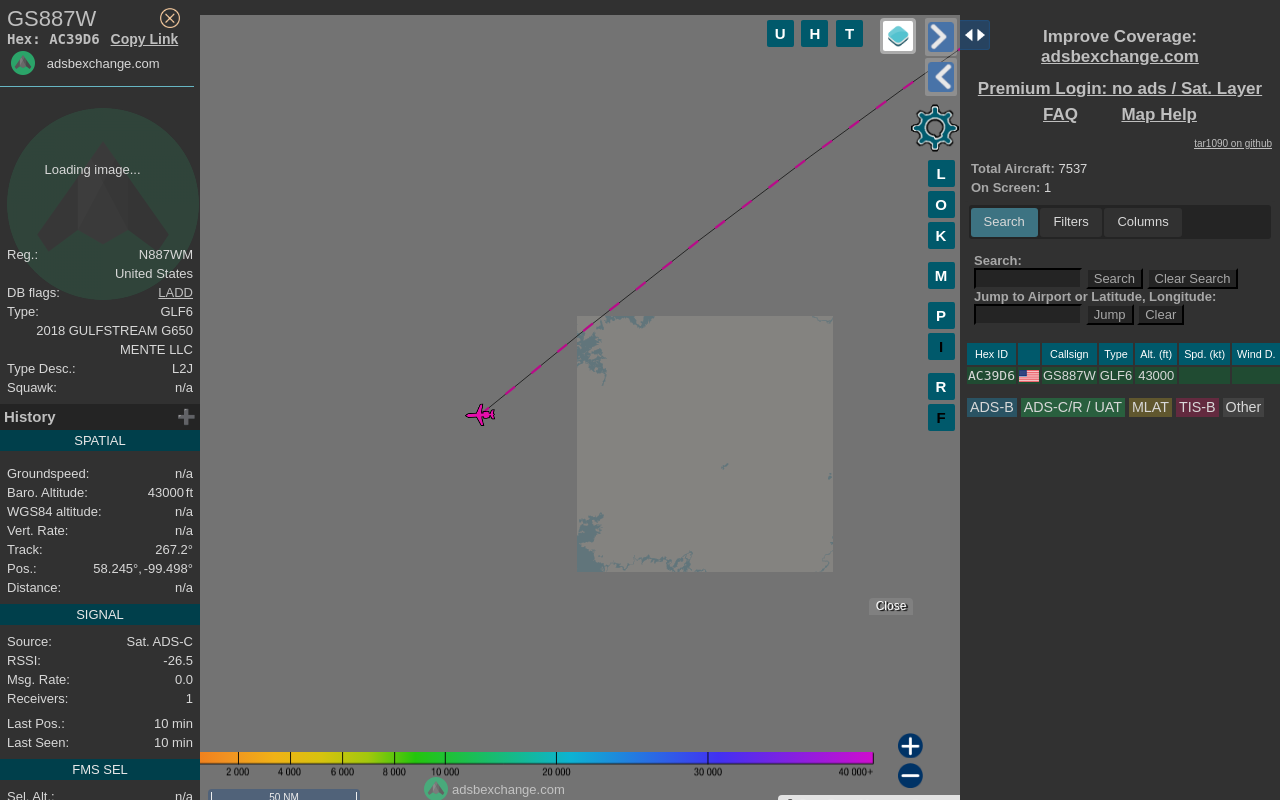 GS887W
Hex: AC39D6 Copy Link
adsbexchange.com
Loading image...
Reg.: N887WM
United States
DB flags: LADD
Type: GLF6
2018 GULFSTREAM G650
MENTE LLC
Type Desc.: L2J
Squawk: n/a
History
SPATIAL
Groundspeed: n/a
Baro. Altitude: 43000 ft
WGS84 altitude: n/a
Vert. Rate: n/a
Track: 267.2°
Pos.: 58.245°, -99.498°
Distance: n/a
SIGNAL
Source: Sat. ADS-C
RSSI: -26.5
Msg. Rate: 0.0
Receivers: 1
Last Pos.: 10 min
Last Seen: 10 min
FMS SEL
Sel. Alt.: n/a
U H T
L
O
K
M
P
I
R
F
Close
2 000 4 000 6 000 8 000 10 000 20 000 30 000 40 000+
adsbexchange.com
50 NM
Improve Coverage:
adsbexchange.com
Premium Login: no ads / Sat. Layer
FAQ Map Help
tar1090 on github
Total Aircraft: 7537
On Screen: 1
Search Filters Columns
Search:
Search Clear Search
Jump to Airport or Latitude, Longitude:
Jump Clear
Hex ID Callsign Type Alt. (ft) Spd. (kt) Wind D.
AC39D6 GS887W GLF6 43000
ADS-B ADS-C/R / UAT MLAT TIS-B Other